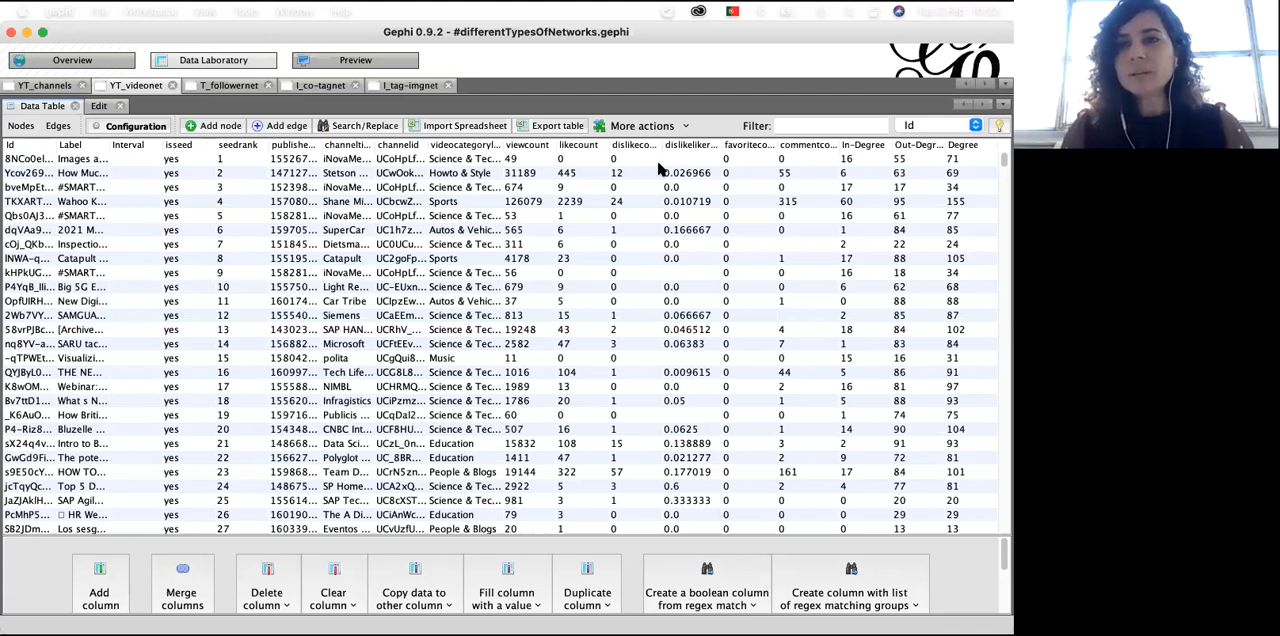 Gephi 0.9.2 - #differentTypesOfNetworks.gephi
Overview Data Laboratory Preview
YT_channels YT_videonet T_followernet I_co-tagnet I_tag-imgnet
Data Table Edit
Nodes Edges Configuration Add node Add edge Search/Replace Import Spreadsheet Export table More actions Filter: Id
Id Label Interval isseed seedrank publishe... channelti... channelid videocategoryl... viewcount likecount dislikeco... dislikeliker... favoriteco... commentco... In-Degree Out-Degr... Degree
8NCo0el... Images a... yes 1 155267... iNovaMe... UCoHpLf... Science & Tec... 49 0 0 0 0 16 55 71
Ycov269... How Muc... yes 2 147127... Stetson ... UCwOok... Howto & Style 31189 445 12 0.026966 0 55 6 63 69
bveMpEt... #SMART... yes 3 152398... iNovaMe... UCoHpLf... Science & Tec... 674 9 0 0.0 0 0 17 17 34
TKXART... Wahoo K... yes 4 157080... Shane Mi... UCbcwZ... Sports 126079 2239 24 0.010719 0 315 60 95 155
Qbs0AJ3... #SMART... yes 5 158281... iNovaMe... UCoHpLf... Science & Tec... 53 1 0 0.0 0 0 16 61 77
dqVAa9... 2021 M... yes 6 159705... SuperCar UC1h7z... Autos & Vehic... 565 6 1 0.166667 0 0 1 84 85
cOj_QKb... Inspectio... yes 7 151845... Dietsma... UC0UCu... Science & Tec... 311 6 0 0.0 0 2 22 24
lNWA-q... Catapult ... yes 8 155195... Catapult UC2goFp... Sports 4178 23 0 0.0 0 1 17 88 105
kHPkUG... #SMART... yes 9 158281... iNovaMe... UCoHpLf... Science & Tec... 56 0 0 0 0 16 18 34
P4YqB_lli... Big 5G E... yes 10 155750... Light Re... UC-EUxn... Science & Tec... 679 9 0 0.0 0 0 6 62 68
OpfUIRH... New Digi... yes 11 160174... Car Tribe UCIpzEw... Autos & Vehic... 37 5 0 0.0 0 1 0 88 88
2Wb7VY... SAMGUA... yes 12 155540... Siemens UCaEEm... Science & Tec... 813 15 1 0.066667 0 2 85 87
58vrPJBc... [Archive... yes 13 143023... SAP HAN... UCRhV_... Science & Tec... 19248 43 2 0.046512 0 4 18 84 102
nq8YV-a... SARU tac... yes 14 156882... Microsoft UCFtEEv... Science & Tec... 2582 47 3 0.06383 0 7 1 83 84
-qTPWEt... Visualizi... yes 15 158042... polita UCgQui8... Music 11 0 0 0 15 16 31
QYJByL0... THE NE... yes 16 160997... Tech Life... UCG8L8... Science & Tec... 1016 104 1 0.009615 0 44 5 86 91
K8wOM... Webinar:... yes 17 155588... NIMBL UCHRMQ... Science & Tec... 1989 13 0 0.0 0 2 16 81 97
Bv7ttD1... What's ... yes 18 155620... Infragistics UCiPzmz... Science & Tec... 1786 20 1 0.05 0 1 5 88 93
_K6AuO... How Briti... yes 19 159716... Publicis ... UCqDal2... Science & Tec... 60 0 0 0 0 1 74 75
P4-Riz8... Bluzelle ... yes 20 154348... CNBC Int... UCF8HU... Science & Tec... 507 16 1 0.0625 0 1 14 90 104
sX24q4v... Intro to B... yes 21 148668... Data Sci... UCzL_0n... Education 15832 108 15 0.138889 0 3 2 91 93
GwGd9Fi... The pote... yes 22 156627... Polyglot ... UC_8BR... Education 1411 47 1 0.021277 0 2 9 72 81
s9E50cY... HOW TO... yes 23 159868... Team D... UCrN5zn... People & Blogs 19144 322 57 0.177019 0 161 17 84 101
jcTqyQc... Top 5 D... yes 24 148675... SP Home... UCA2xQ... Science & Tec... 2922 5 3 0.6 0 2 4 77 81
JaZJAklH... SAP Agil... yes 25 155614... SAP Tec... UC8cXST... Science & Tec... 981 3 1 0.333333 0 0 20 20
PcMhP5... □ HR We... yes 26 160190... The A Di... UCiAnWc... Education 79 3 0 0.0 0 0 0
SB2JDm... Los sesg... yes 27 160339... Eventos ... UCvUzfU... People & Blogs 20 1 0 0.0 0 0 13 13
Add column Merge columns Delete column Clear column Copy data to other column Fill column with a value Duplicate column Create a boolean column from regex match Create column with list of regex matching groups